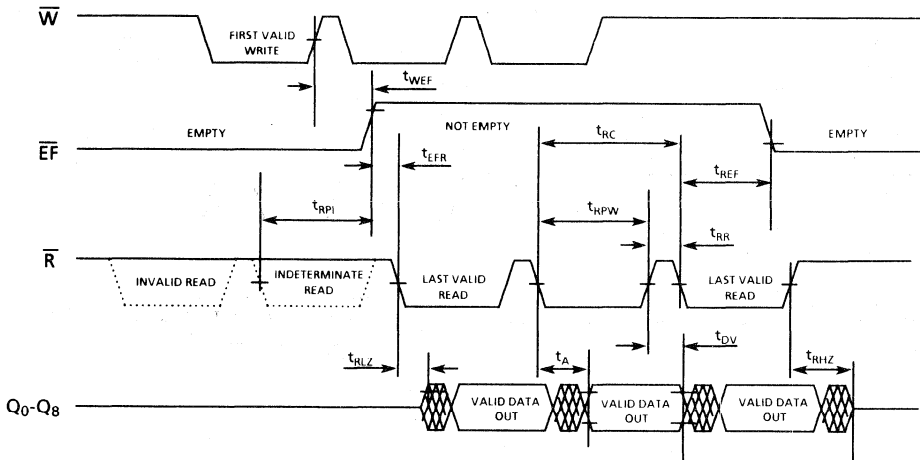 W̅
FIRST VALID
WRITE
tWEF
EMPTY
NOT EMPTY
tRC
EMPTY
E̅F̅
tEFR
tREF
tRPI
tRPW
tRR
R̅
INVALID READ
INDETERMINATE
READ
LAST VALID
READ
LAST VALID
READ
tRLZ
tA
tDV
tRHZ
Q0-Q8
VALID DATA
OUT
VALID DATA
OUT
VALID DATA
OUT